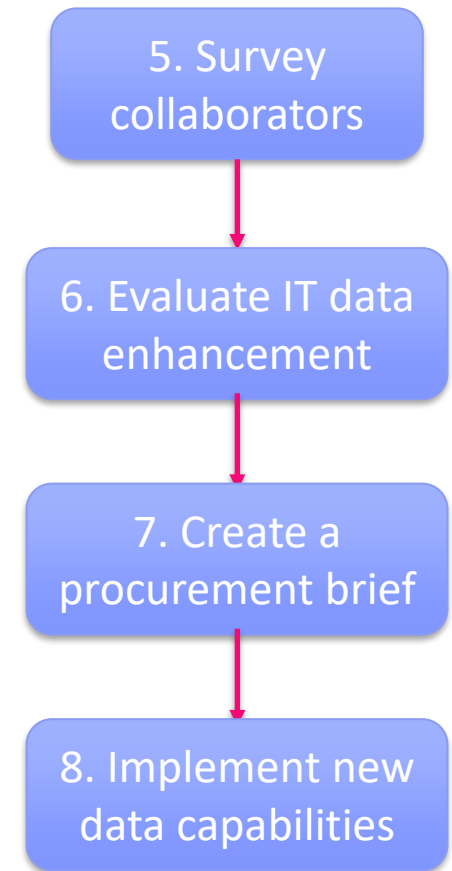 5. Survey
collaborators
6. Evaluate IT data
enhancement
7. Create a
procurement brief
8. Implement new
data capabilities